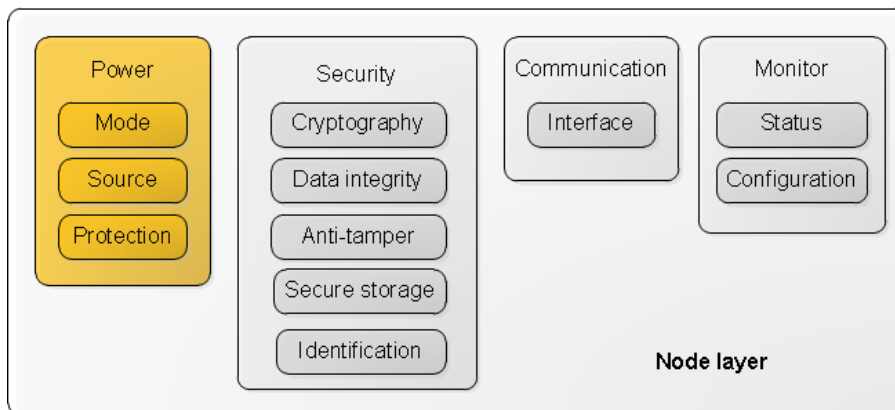 Power
Mode
Source
Protection
Security
Cryptography
Data integrity
Anti-tamper
Secure storage
Identification
Communication
Interface
Monitor
Status
Configuration
Node layer